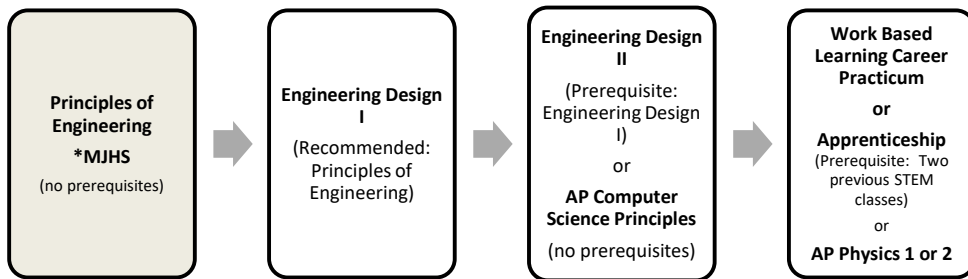 Principles of
Engineering
*MJHS
(no prerequisites)
Engineering Design
I
(Recommended:
Principles of
Engineering)
Engineering Design
II
(Prerequisite:
Engineering Design
I)
or
AP Computer
Science Principles
(no prerequisites)
Work Based
Learning Career
Practicum
or
Apprenticeship
(Prerequisite: Two
previous STEM
classes)
or
AP Physics 1 or 2